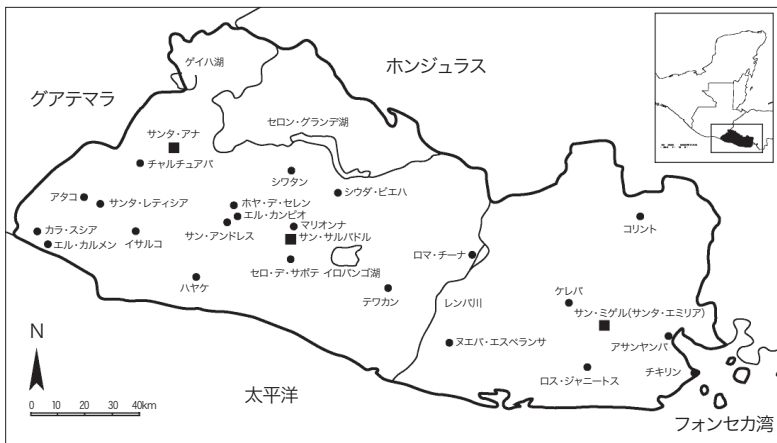 ゲイハ湖
ホンジュラス
グアテマラ
セロン・グランデ湖
サンタ・アナ
チャルチュアパ
シワタン
シウダ・ビエハ
アタコ
サンタ・レティシア
ホヤ・デ・セレン
エル・カンビオ
サン・アンドレス
マリオンナ
サン・サルバドル
コリント
カラ・スシア
エル・カルメン
イサルコ
セロ・デ・サポテ
イロパンゴ湖
ロマ・チーナ
ハヤケ
テワカン
レンパ川
ケレパ
サン・ミゲル(サンタ・エミリア)
ヌエバ・エスペランサ
アサンヤンバ
ロス・ジャニートス
チキリン
N
0 10 20 30 40km
太平洋
フォンセカ湾